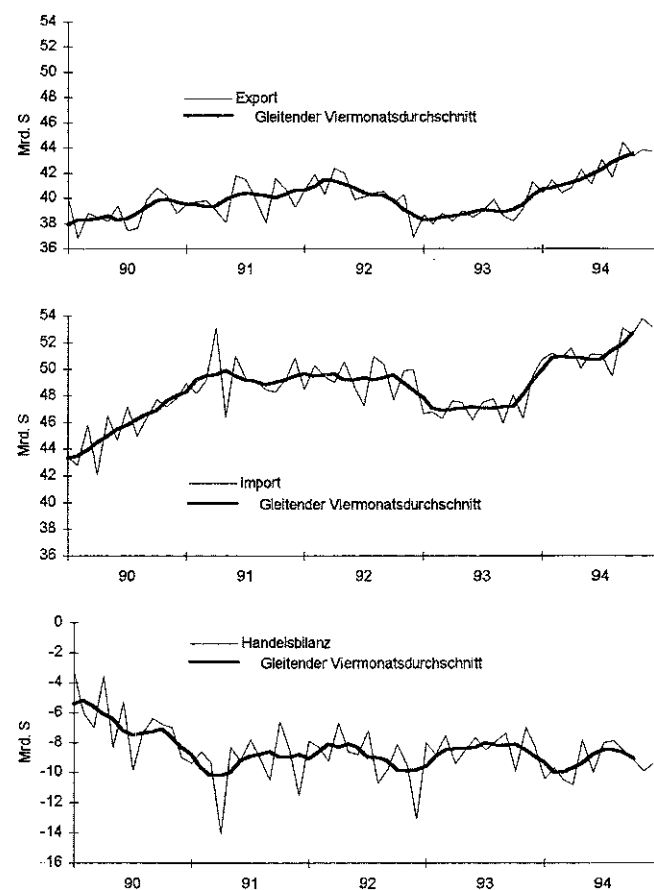 54
52
50
48
46
44
42
40
38
36
Mrd. S
Export
Gleitender Viermonatsdurchschnitt
90 91 92 93 94
54
52
50
48
46
44
42
40
38
36
Mrd. S
Import
Gleitender Viermonatsdurchschnitt
90 91 92 93 94
0
-2
-4
-6
-8
-10
-12
-14
-16
Mrd. S
Handelsbilanz
Gleitender Viermonatsdurchschnitt
90 91 92 93 94